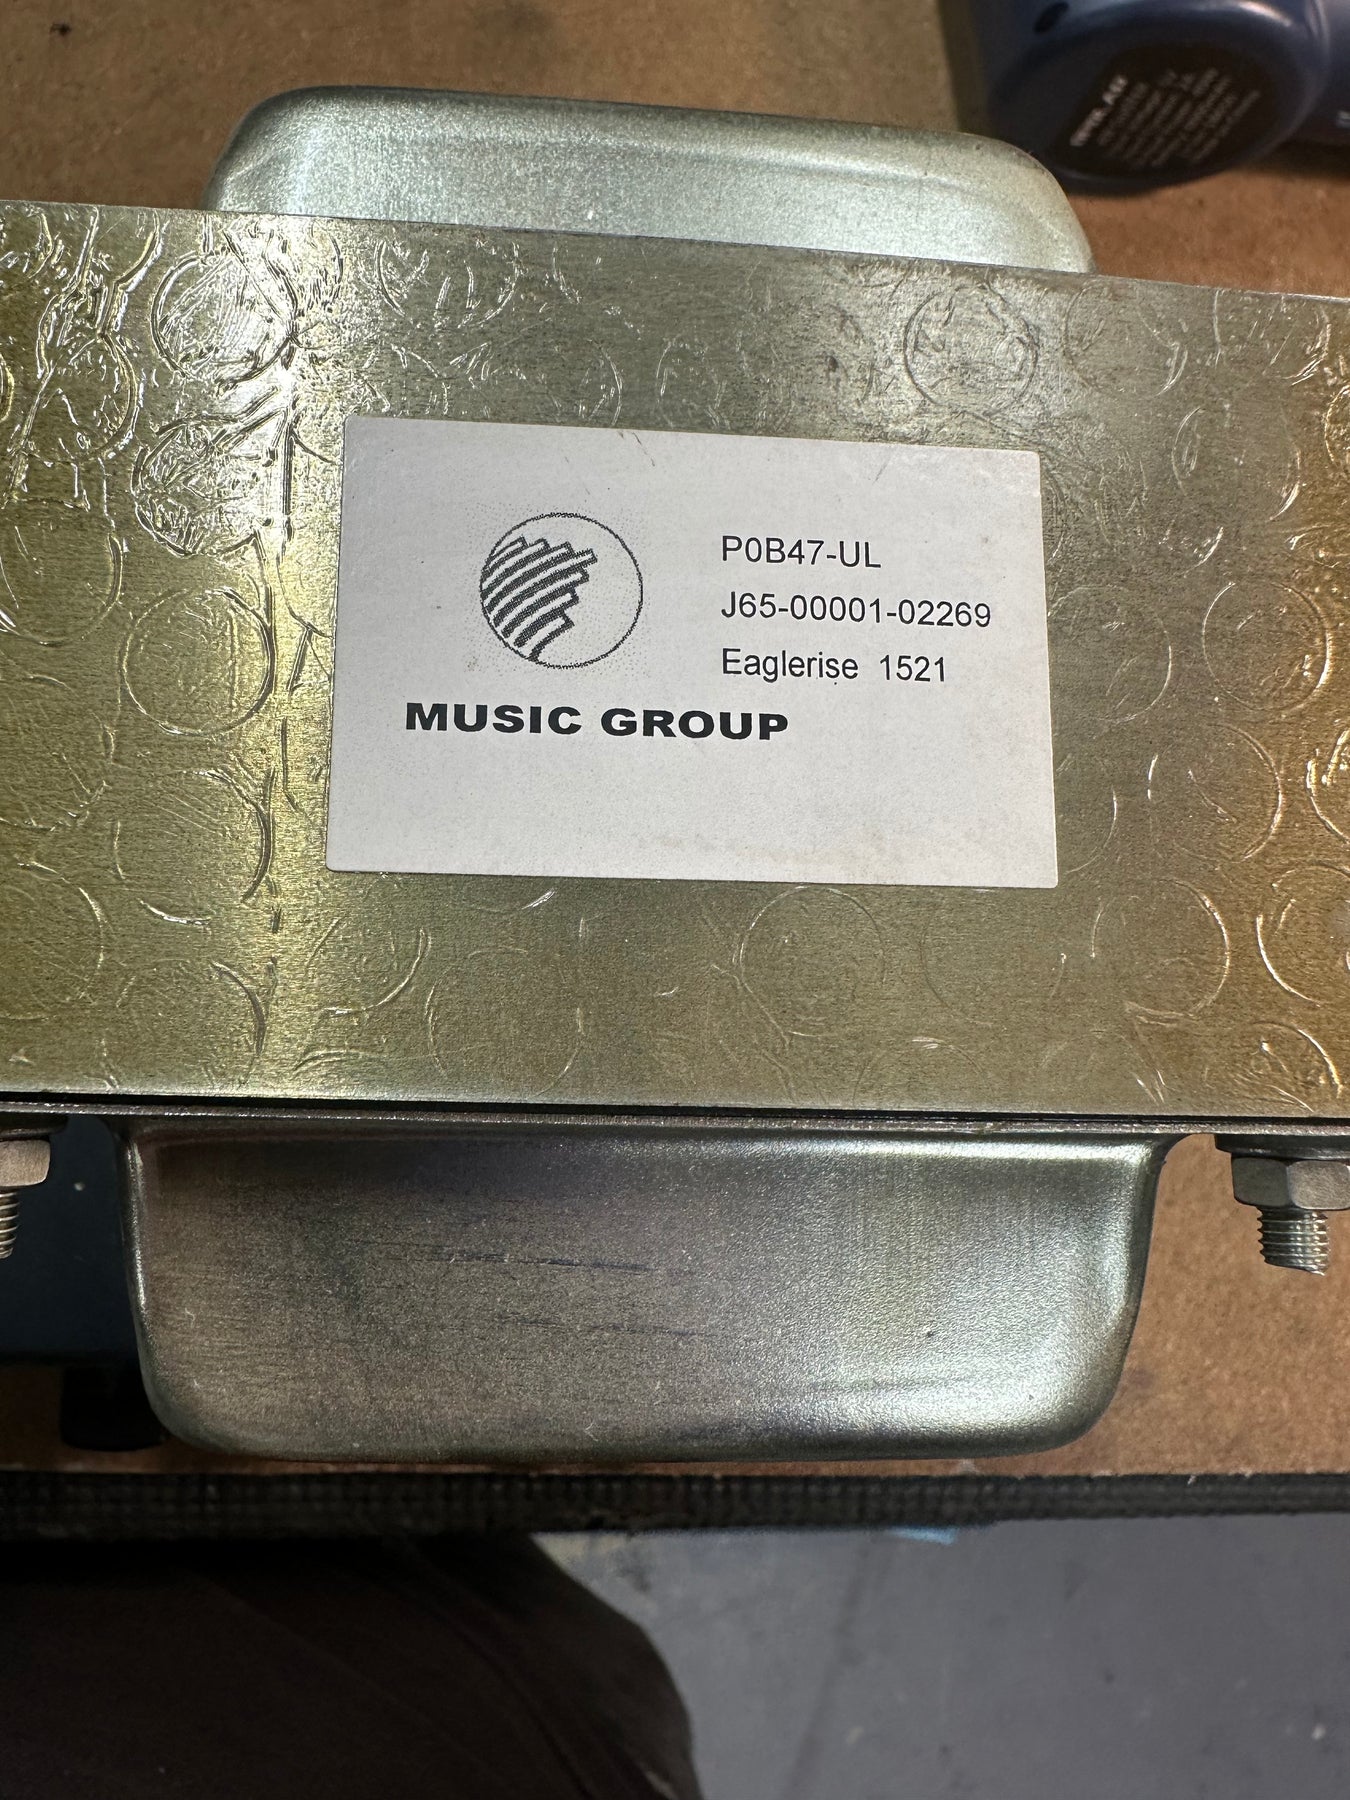 P0B47-UL
J65-00001-02269
Eaglerise 1521
MUSIC GROUP